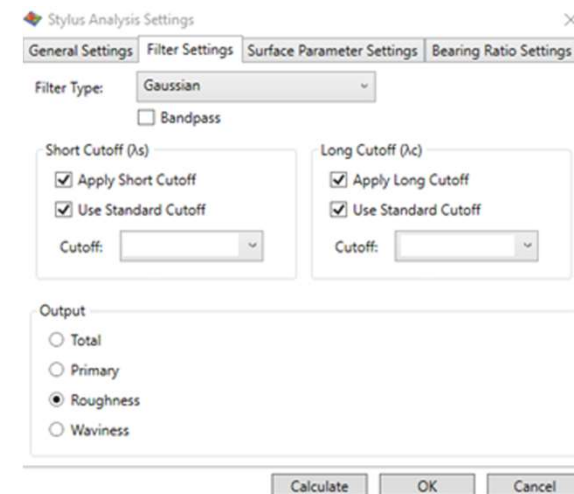 Stylus Analysis Settings
General Settings Filter Settings Surface Parameter Settings Bearing Ratio Settings
Filter Type: Gaussian
Bandpass
Short Cutoff (λs) Long Cutoff (λc)
Apply Short Cutoff Apply Long Cutoff
Use Standard Cutoff Use Standard Cutoff
Cutoff: Cutoff:
Output
Total
Primary
Roughness
Waviness
Calculate OK Cancel